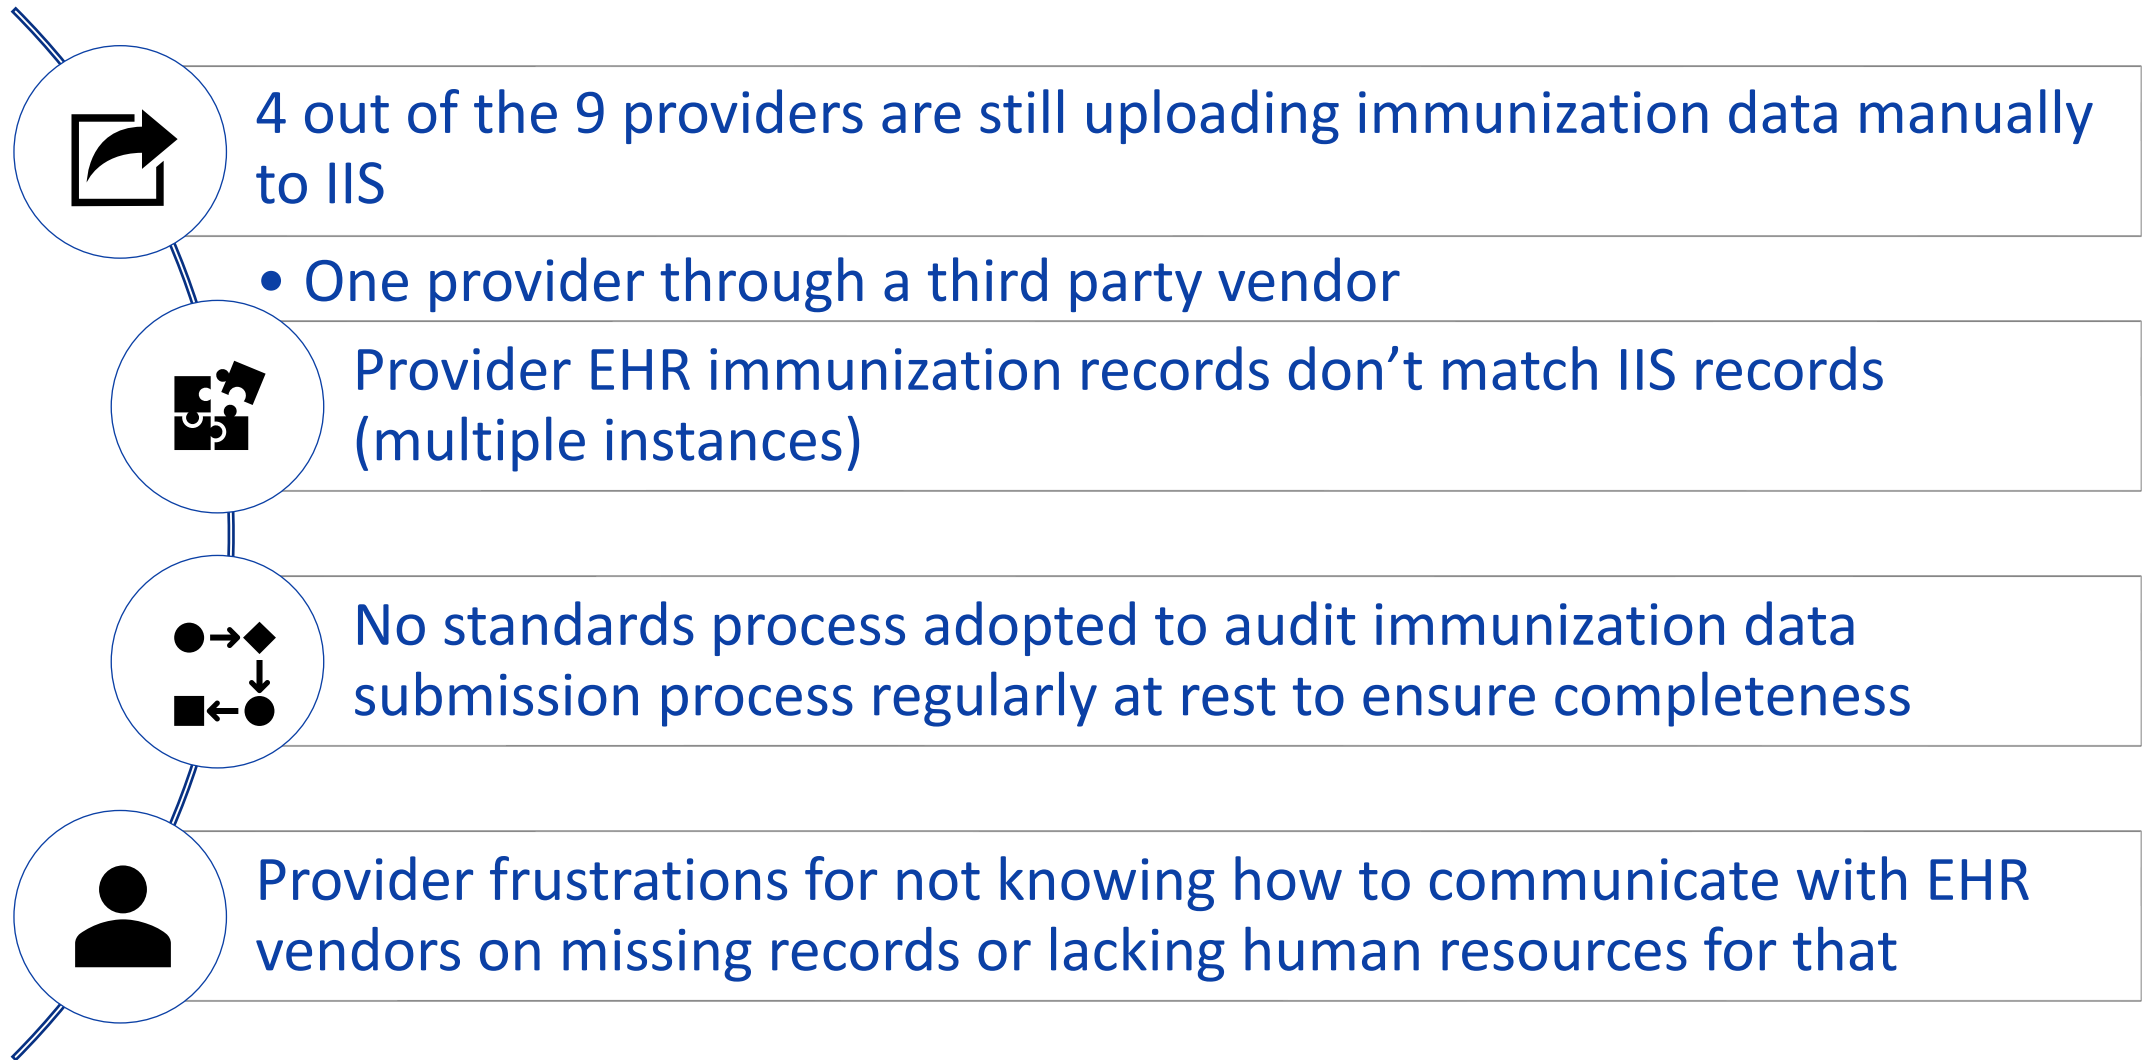 4 out of the 9 providers are still uploading immunization data manually
to IIS
• One provider through a third party vendor
Provider EHR immunization records don’t match IIS records
(multiple instances)
No standards process adopted to audit immunization data
submission process regularly at rest to ensure completeness
Provider frustrations for not knowing how to communicate with EHR
vendors on missing records or lacking human resources for that